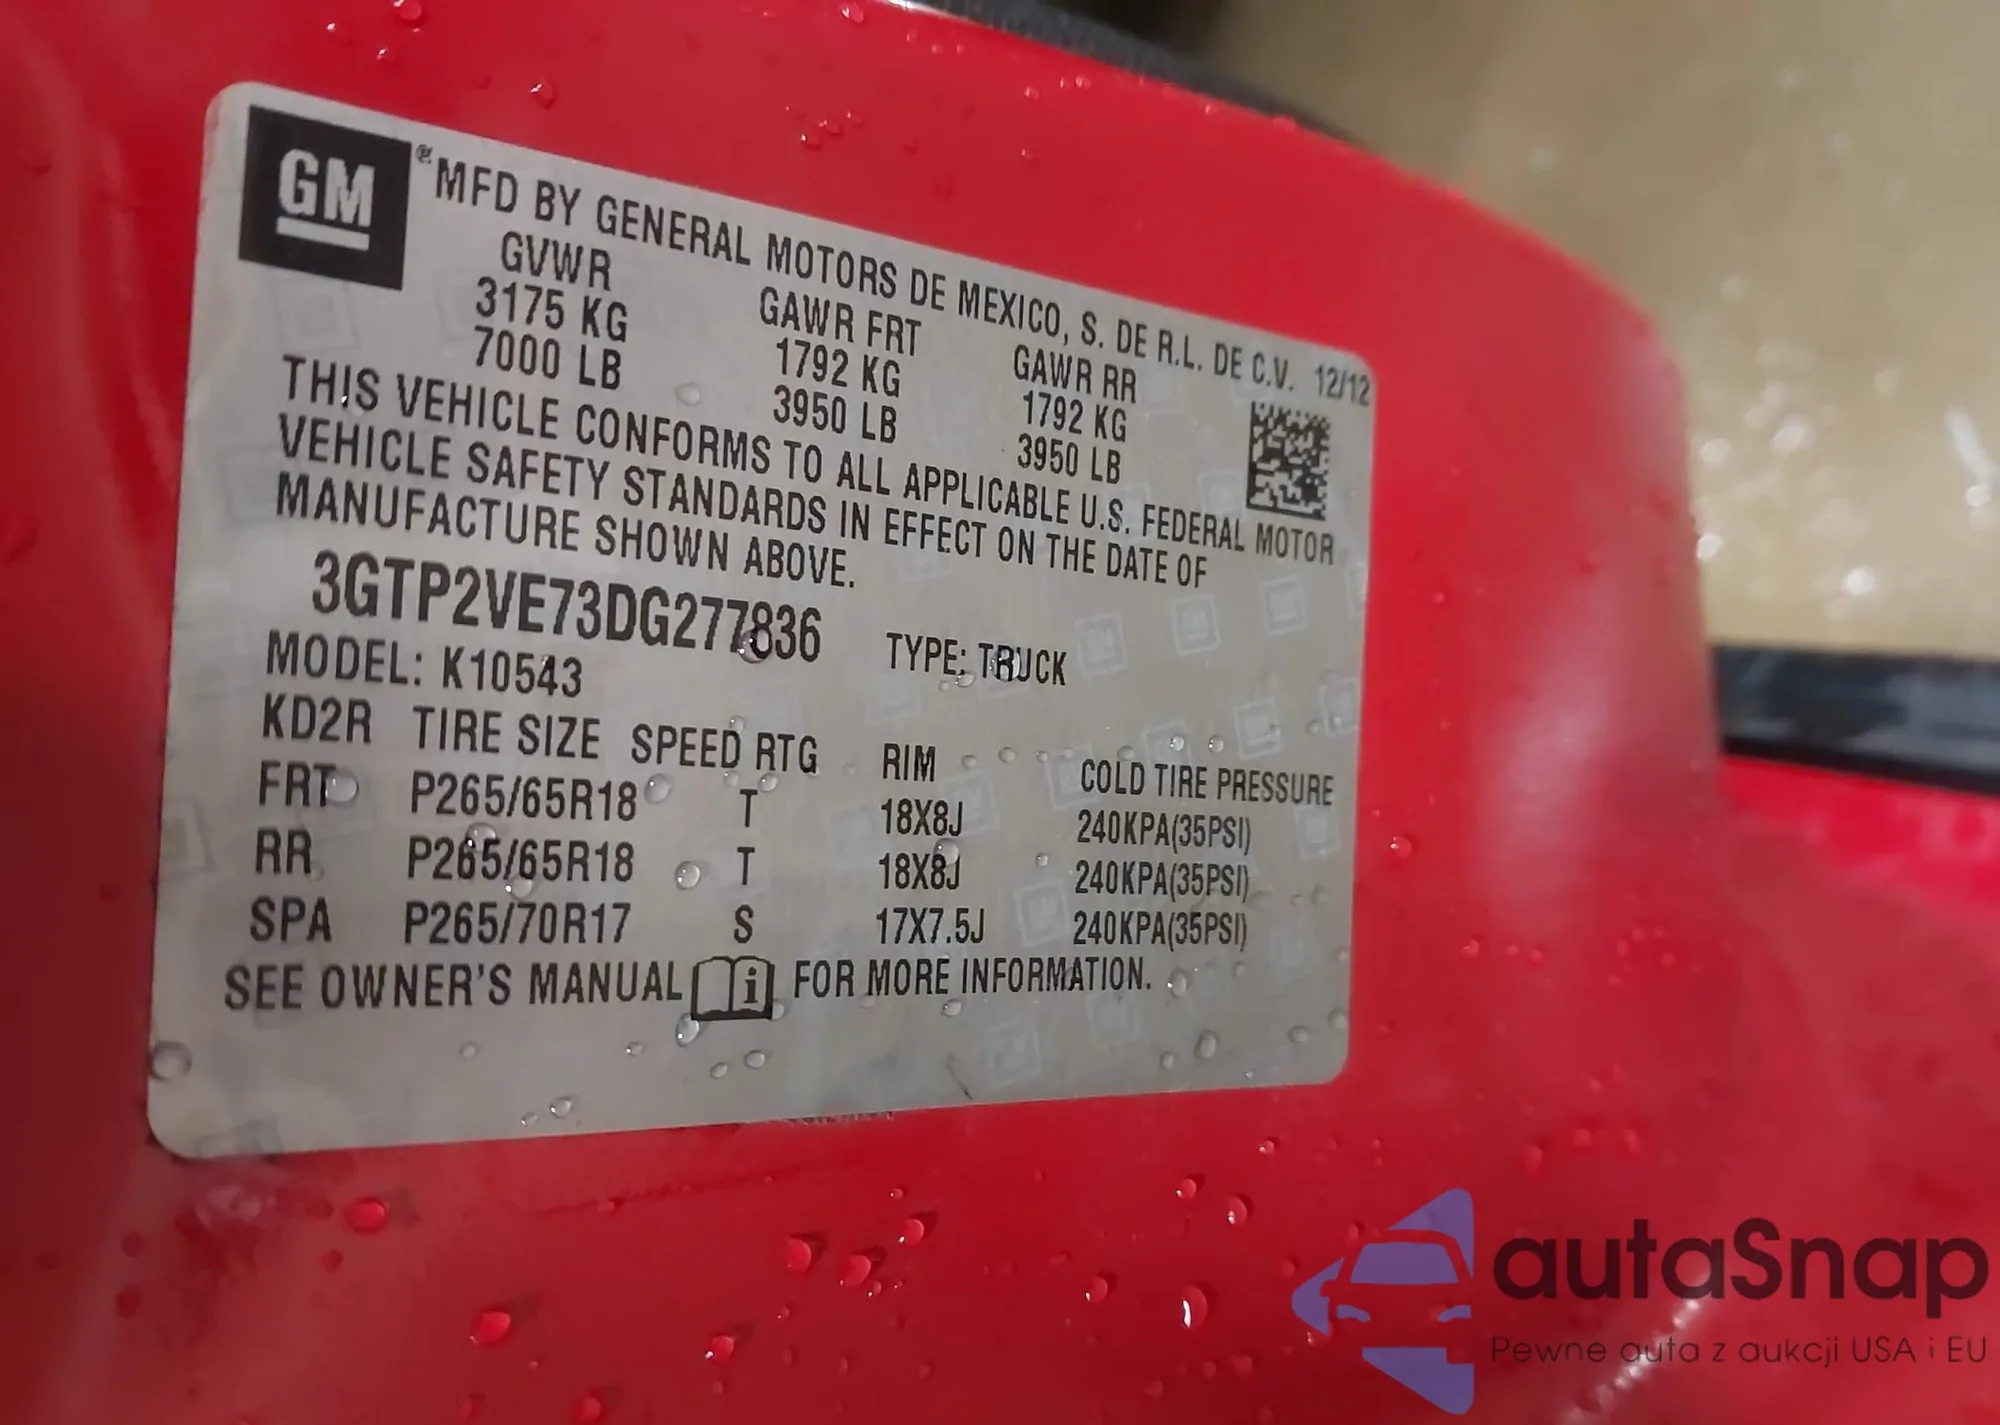 GM
® MFD BY GENERAL MOTORS DE MEXICO, S. DE R.L. DE C.V. 12/12
GVWR GAWR FRT GAWR RR
3175 KG 1792 KG 1792 KG
7000 LB 3950 LB 3950 LB
THIS VEHICLE CONFORMS TO ALL APPLICABLE U.S. FEDERAL MOTOR
VEHICLE SAFETY STANDARDS IN EFFECT ON THE DATE OF
MANUFACTURE SHOWN ABOVE.
3GTP2VE73DG277836 TYPE: TRUCK
MODEL: K10543
KD2R TIRE SIZE SPEED RTG RIM COLD TIRE PRESSURE
FRT P265/65R18 T 18X8J 240KPA(35PSI)
RR P265/65R18 T 18X8J 240KPA(35PSI)
SPA P265/70R17 S 17X7.5J 240KPA(35PSI)
SEE OWNER'S MANUAL i FOR MORE INFORMATION.
autaSnap
Pewne auta z aukcji USA i EU